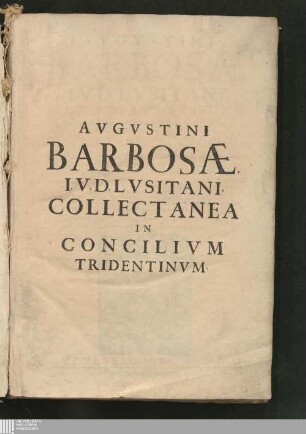 AVGVSTINI
BARBOSÆ.
I.V.D.LVSITANI.
COLLECTANEA
IN
CONCILIVM
TRIDENTINVM.